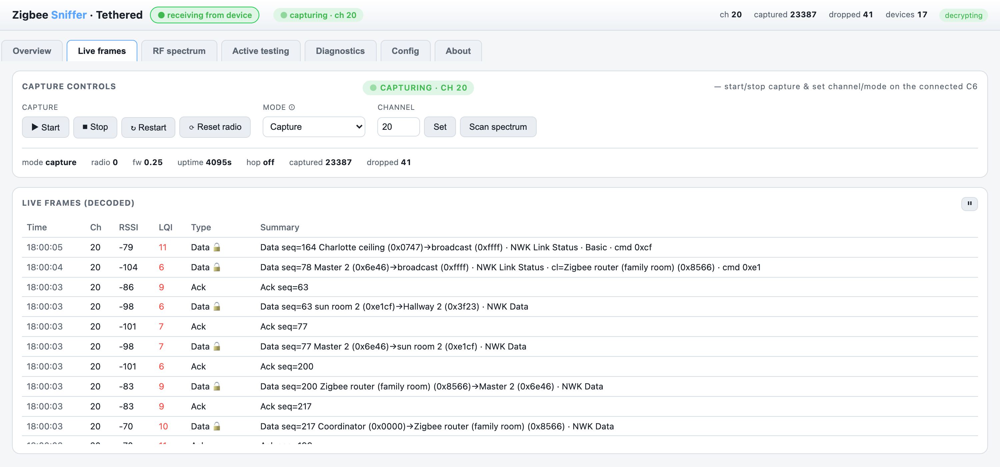 Zigbee Sniffer · Tethered receiving from device capturing · ch 20 ch 20 captured 23387 dropped 41 devices 17 decrypting
Overview Live frames RF spectrum Active testing Diagnostics Config About
CAPTURE CONTROLS CAPTURING · CH 20 — start/stop capture & set channel/mode on the connected C6
CAPTURE MODE CHANNEL
Start Stop Restart Reset radio Capture 20 Set Scan spectrum
mode capture radio 0 fw 0.25 uptime 4095s hop off captured 23387 dropped 41
LIVE FRAMES (DECODED)
Time Ch RSSI LQI Type Summary
18:00:05 20 -79 11 Data Data seq=164 Charlotte ceiling (0x0747)→broadcast (0xffff) · NWK Link Status · Basic · cmd 0xcf
18:00:04 20 -104 6 Data Data seq=78 Master 2 (0x6e46)→broadcast (0xffff) · NWK Link Status · cl=Zigbee router (family room) (0x8566) · cmd 0xe1
18:00:03 20 -86 9 Ack Ack seq=63
18:00:03 20 -98 6 Data Data seq=63 sun room 2 (0xe1cf)→Hallway 2 (0x3f23) · NWK Data
18:00:03 20 -101 7 Ack Ack seq=77
18:00:03 20 -98 7 Data Data seq=77 Master 2 (0x6e46)→sun room 2 (0xe1cf) · NWK Data
18:00:03 20 -101 6 Ack Ack seq=200
18:00:03 20 -83 9 Data Data seq=200 Zigbee router (family room) (0x8566)→Master 2 (0x6e46) · NWK Data
18:00:03 20 -83 9 Ack Ack seq=217
18:00:03 20 -70 10 Data Data seq=217 Coordinator (0x0000)→Zigbee router (family room) (0x8566) · NWK Data